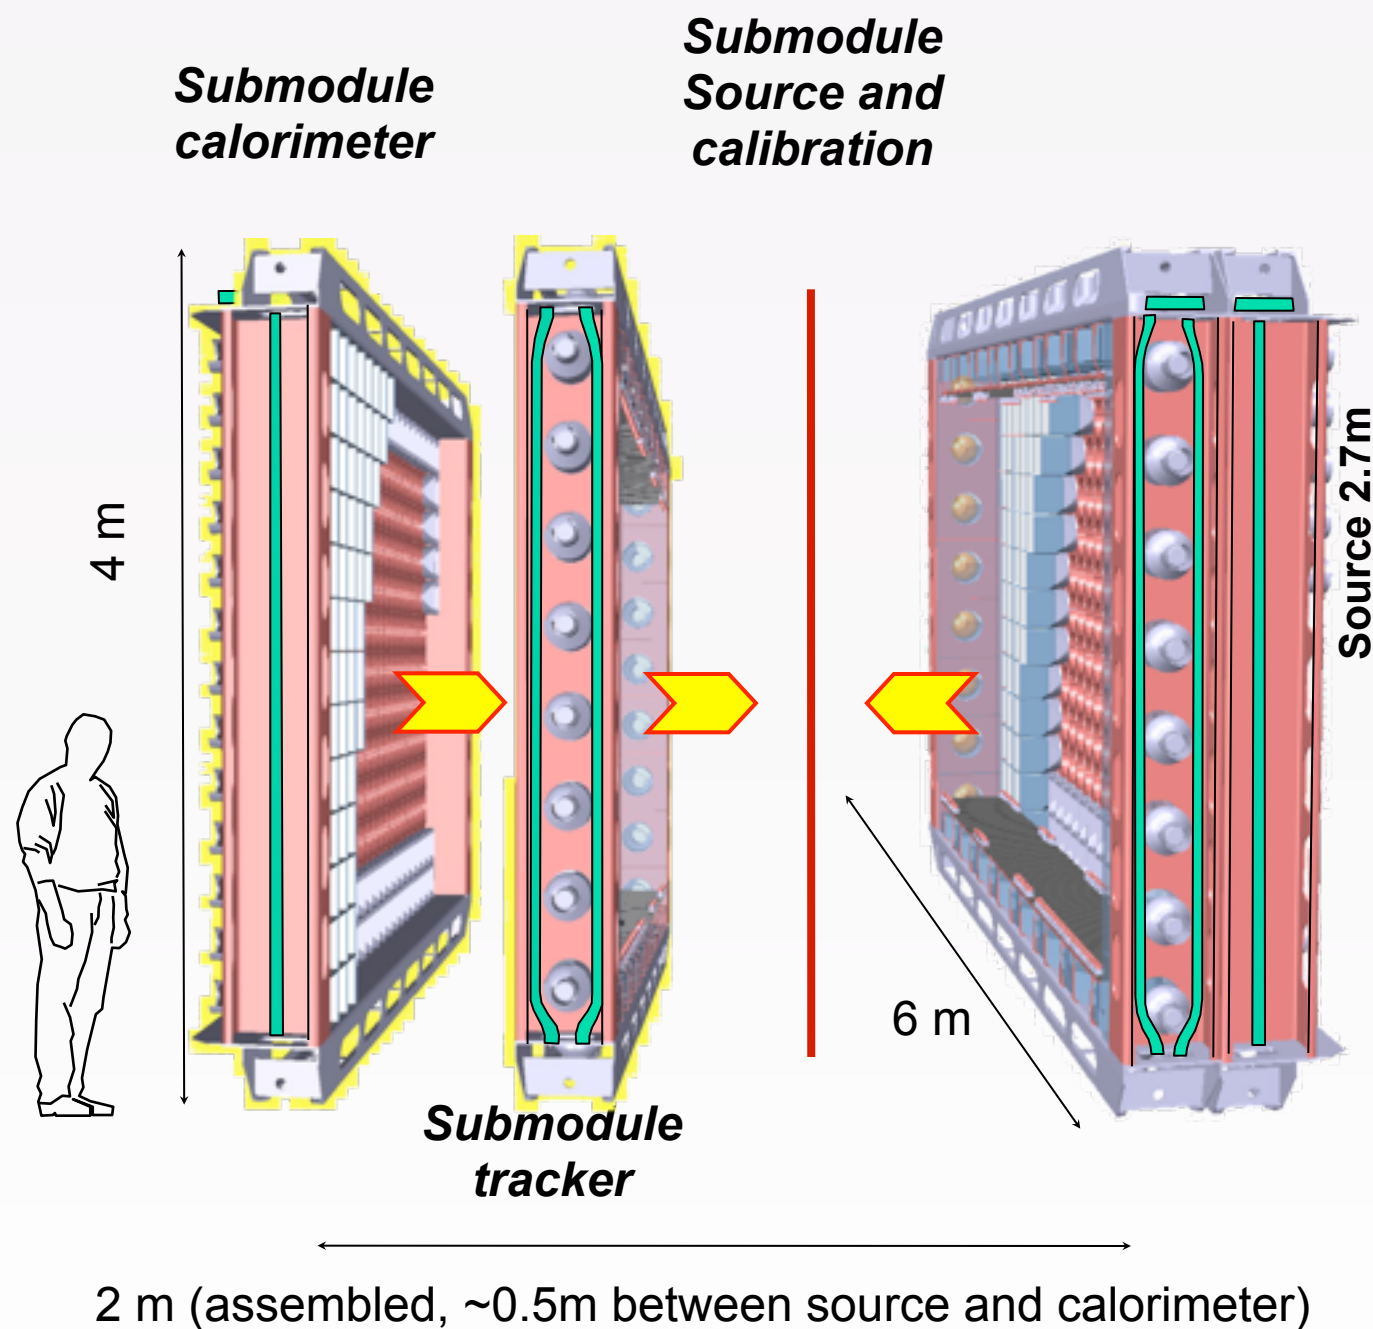 Submodule
Source and
calibration
Submodule
calorimeter
4 m
Source 2.7m
6 m
Submodule
tracker
2 m (assembled, ~0.5m between source and calorimeter)